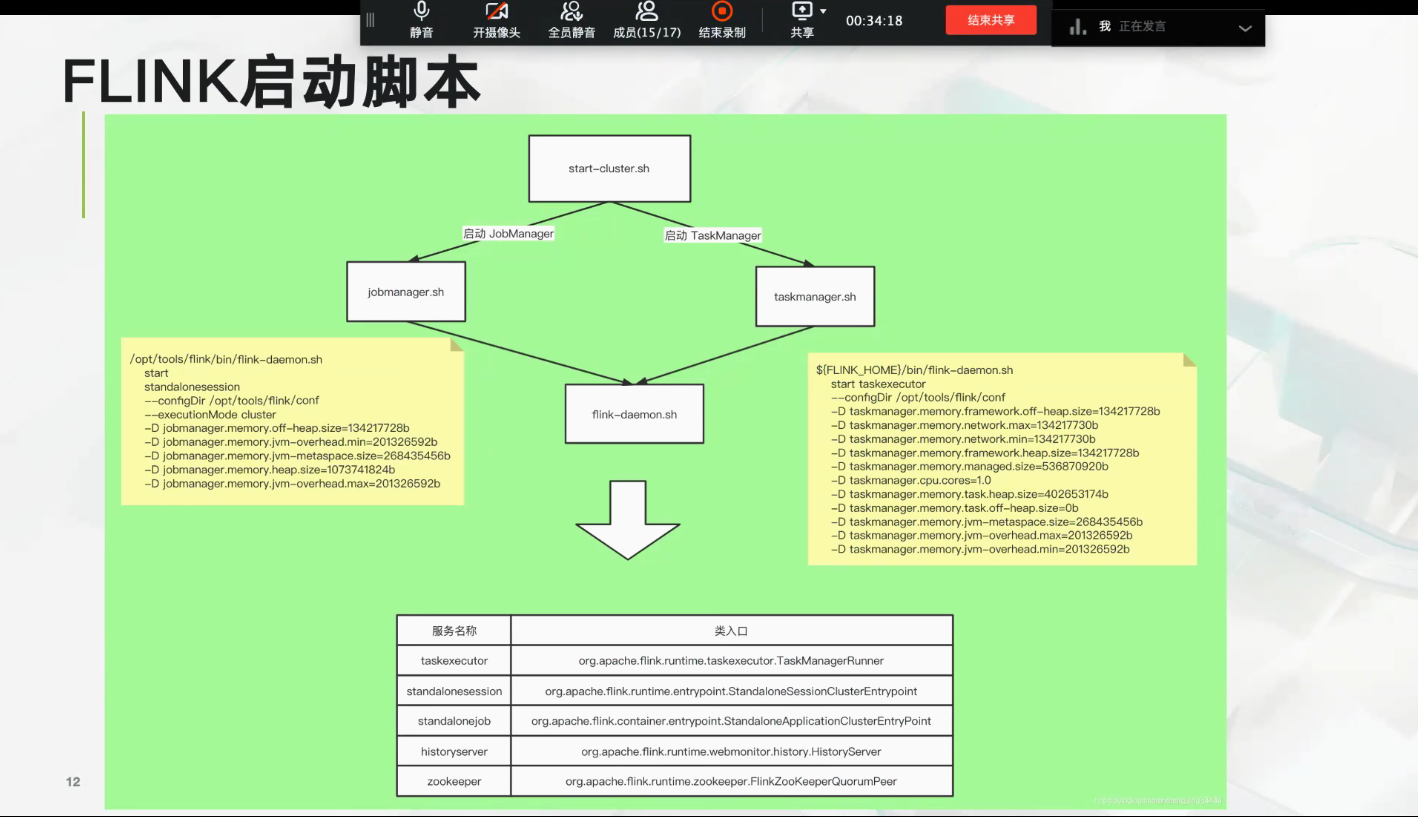 静音
开摄像头
全员静音
成员(15/17)
结束录制
共享
00:34:18
结束共享
我 正在发言
FLINK启动脚本
start-cluster.sh
启动 JobManager
启动 TaskManager
jobmanager.sh
taskmanager.sh
/opt/tools/flink/bin/flink-daemon.sh
start
standalonesession
--configDir /opt/tools/flink/conf
--executionMode cluster
-D jobmanager.memory.off-heap.size=134217728b
-D jobmanager.memory.jvm-overhead.min=201326592b
-D jobmanager.memory.jvm-metaspace.size=268435456b
-D jobmanager.memory.heap.size=1073741824b
-D jobmanager.memory.jvm-overhead.max=201326592b
flink-daemon.sh
${FLINK_HOME}/bin/flink-daemon.sh
start taskexecutor
--configDir /opt/tools/flink/conf
-D taskmanager.memory.framework.off-heap.size=134217728b
-D taskmanager.memory.network.max=134217730b
-D taskmanager.memory.network.min=134217730b
-D taskmanager.memory.framework.heap.size=134217728b
-D taskmanager.memory.managed.size=536870920b
-D taskmanager.cpu.cores=1.0
-D taskmanager.memory.task.heap.size=402653174b
-D taskmanager.memory.task.off-heap.size=0b
-D taskmanager.memory.jvm-metaspace.size=268435456b
-D taskmanager.memory.jvm-overhead.max=201326592b
-D taskmanager.memory.jvm-overhead.min=201326592b
服务名称 类入口
taskexecutor org.apache.flink.runtime.taskexecutor.TaskManagerRunner
standalonesession org.apache.flink.runtime.entrypoint.StandaloneSessionClusterEntrypoint
standalonejob org.apache.flink.container.entrypoint.StandaloneApplicationClusterEntryPoint
historyserver org.apache.flink.runtime.webmonitor.history.HistoryServer
zookeeper org.apache.flink.runtime.zookeeper.FlinkZooKeeperQuorumPeer
12